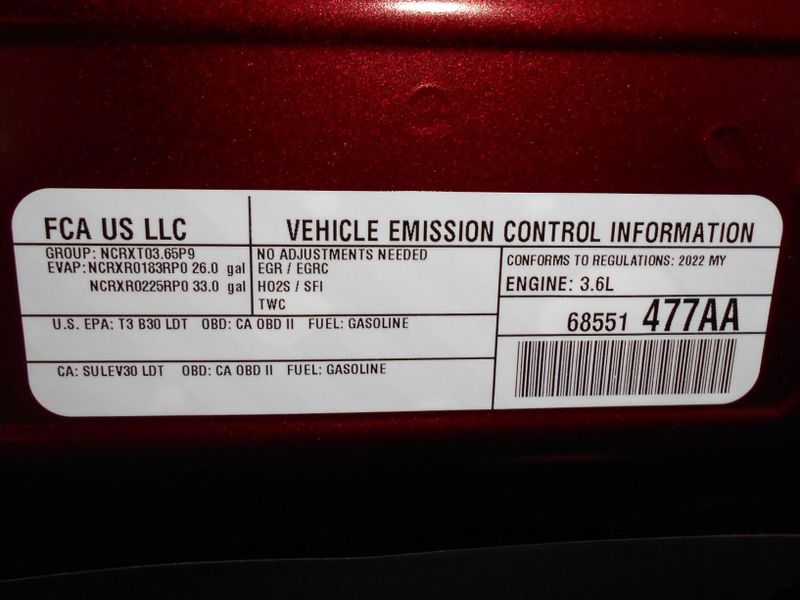 FCA US LLC
VEHICLE EMISSION CONTROL INFORMATION
GROUP: NCRXT03.65P9
EVAP: NCRXR0183RP0 26.0 gal
NCRXR0225RP0 33.0 gal
NO ADJUSTMENTS NEEDED
EGR / EGRC
HO2S / SFI
TWC
CONFORMS TO REGULATIONS: 2022 MY
ENGINE: 3.6L
68551 477AA
U.S. EPA: T3 B30 LDT OBD: CA OBD II FUEL: GASOLINE
CA: SULEV30 LDT OBD: CA OBD II FUEL: GASOLINE